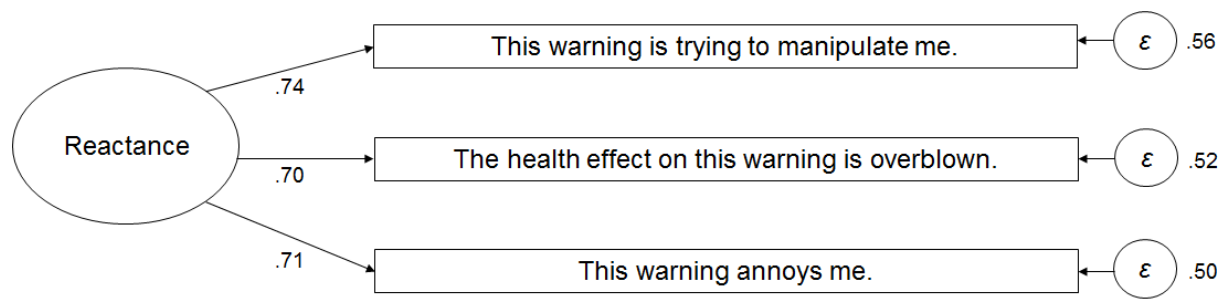 This warning is trying to manipulate me.
ε .56
.74
Reactance
The health effect on this warning is overblown.
ε .52
.70
This warning annoys me.
ε .50
.71